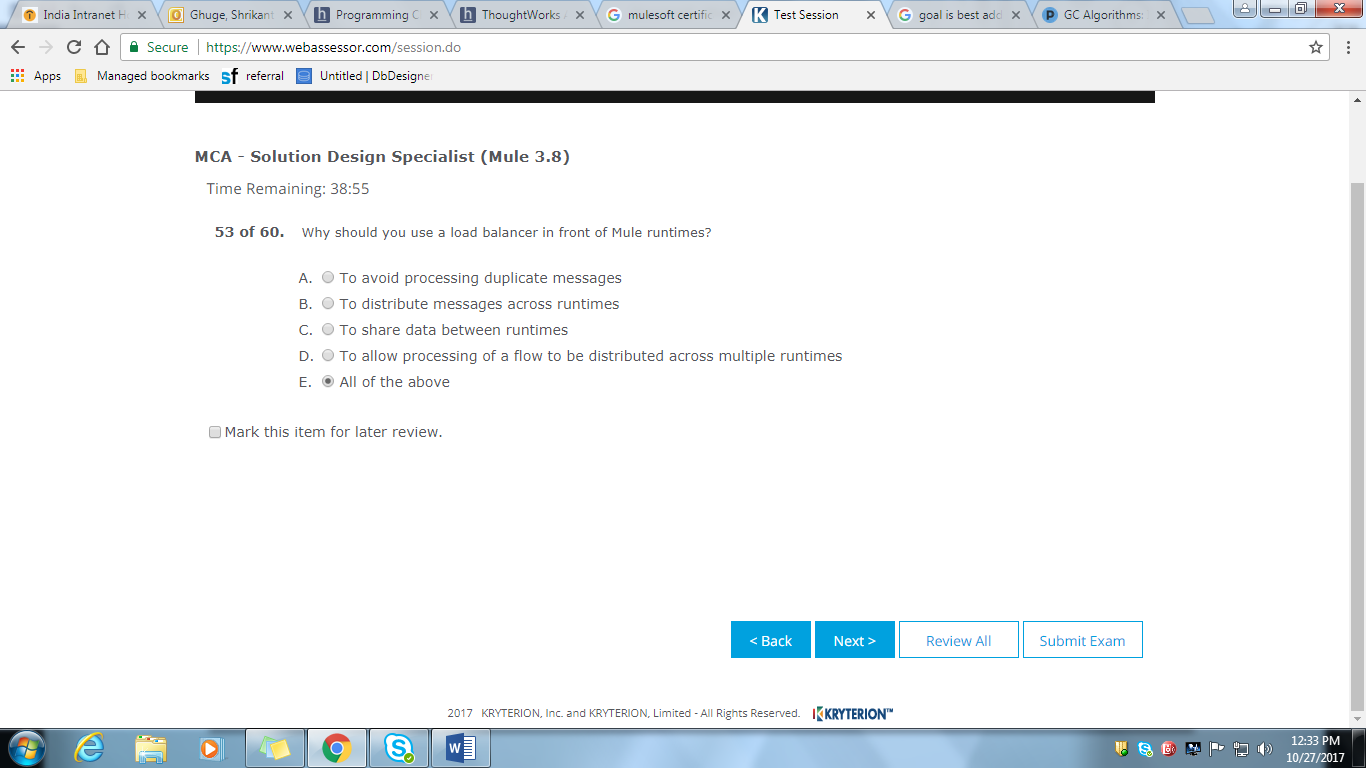 India Intranet H
Ghuge, Shrikant
Programming C
ThoughtWorks
mulesoft certific
Test Session
goal is best add
GC Algorithms:
Secure
https://www.webassessor.com/session.do
Apps
Managed bookmarks
sf referral
Untitled | DbDesigner
MCA - Solution Design Specialist (Mule 3.8)
Time Remaining: 38:55
53 of 60. Why should you use a load balancer in front of Mule runtimes?
A. To avoid processing duplicate messages
B. To distribute messages across runtimes
C. To share data between runtimes
D. To allow processing of a flow to be distributed across multiple runtimes
E. All of the above
Mark this item for later review.
< Back
Next >
Review All
Submit Exam
2017 KRYTERION, Inc. and KRYTERION, Limited - All Rights Reserved. KRYTERION™
12:33 PM
10/27/2017